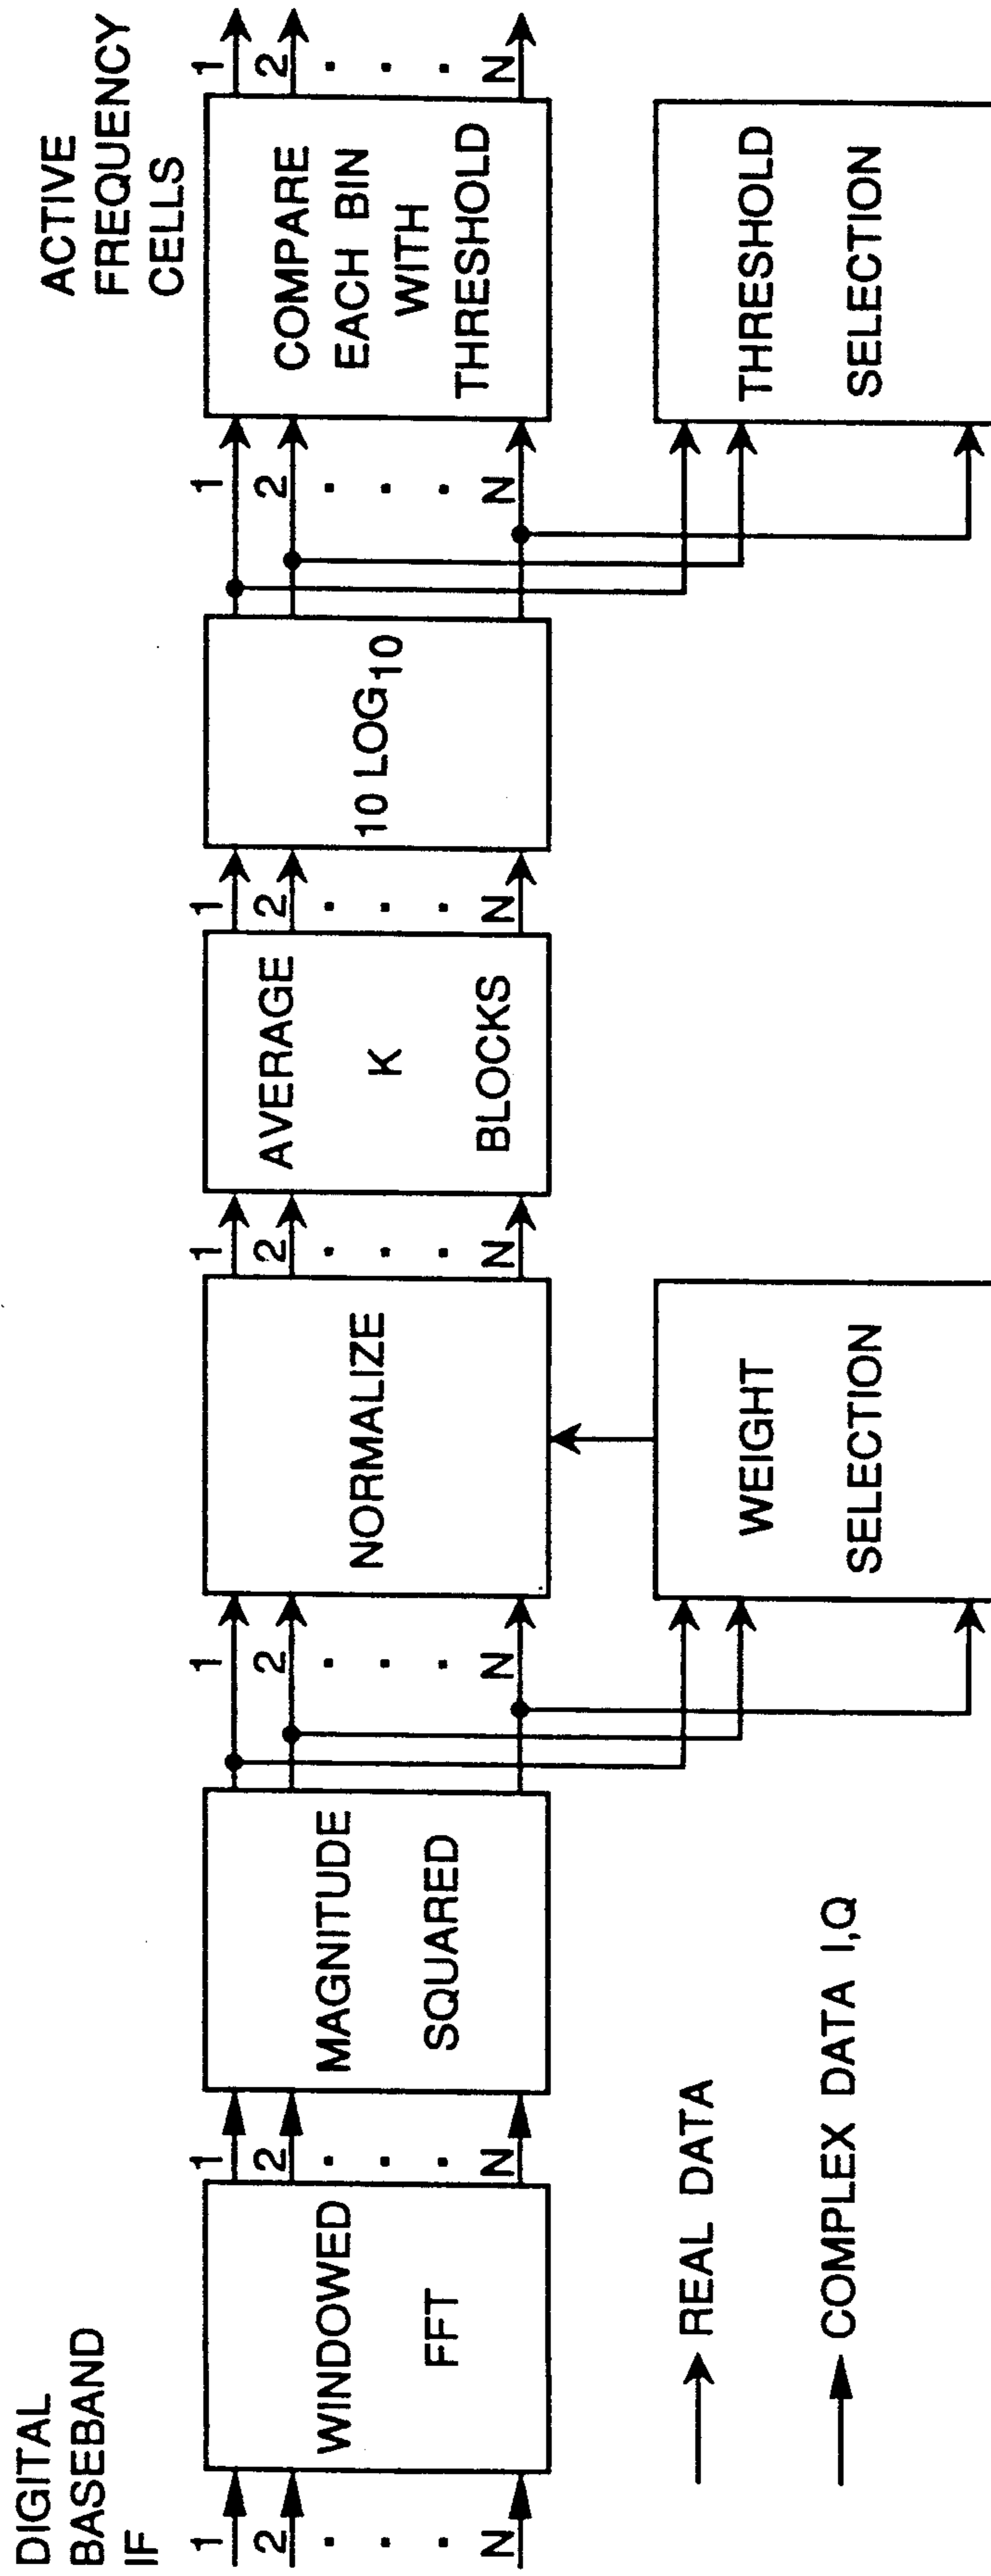 DIGITAL
BASEBAND
IF
1
2
.
.
.
N
WINDOWED
FFT
1
2
.
.
.
N
MAGNITUDE
SQUARED
1
2
.
.
.
N
NORMALIZE
1
2
.
.
.
N
AVERAGE
K
BLOCKS
1
2
.
.
.
N
10 LOG10
1
2
.
.
.
N
COMPARE
EACH BIN
WITH
THRESHOLD
ACTIVE
FREQUENCY
CELLS
1
2
.
.
.
N
WEIGHT
SELECTION
THRESHOLD
SELECTION
REAL DATA
COMPLEX DATA I,Q